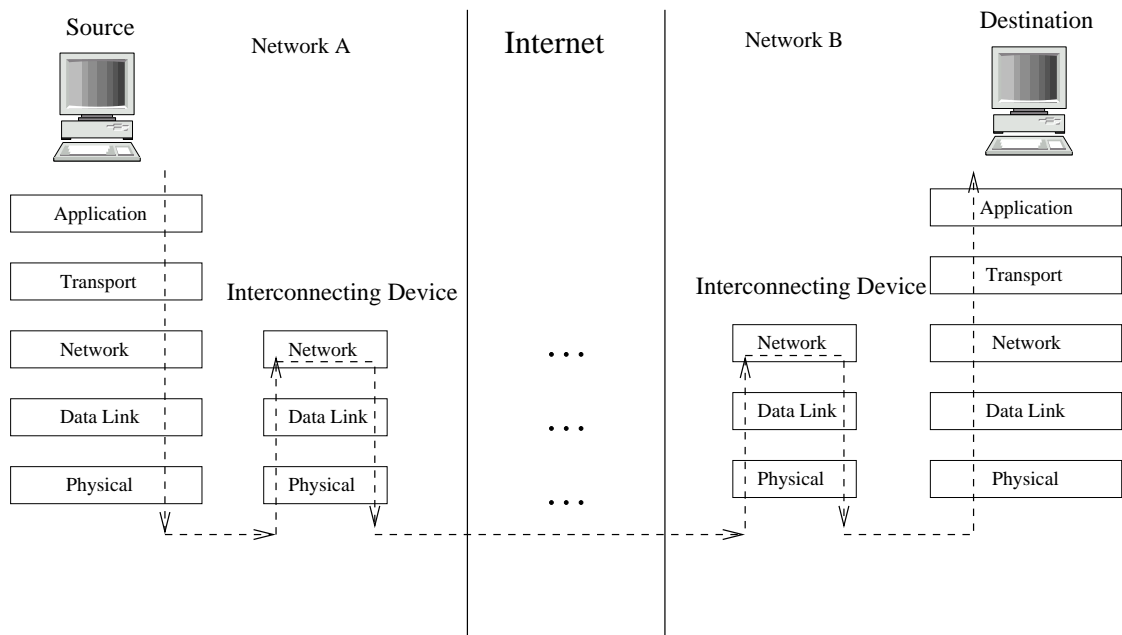 Source
Network A
Internet
Network B
Destination
Application
Transport
Network
Data Link
Physical
Interconnecting Device
Network
Data Link
Physical
...
...
...
Interconnecting Device
Network
Data Link
Physical
Application
Transport
Network
Data Link
Physical